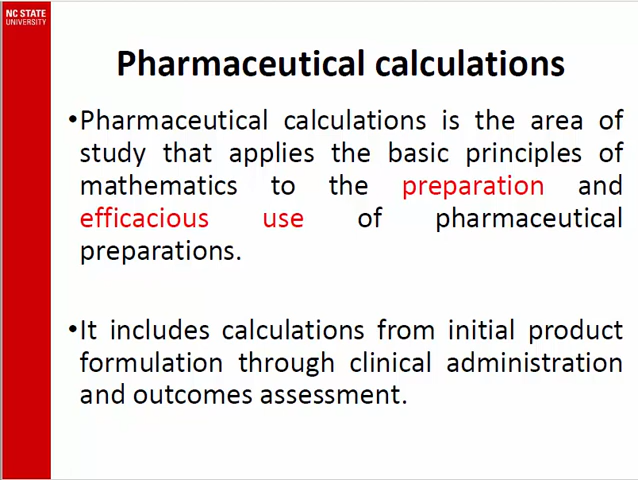 NC STATE
UNIVERSITY
Pharmaceutical calculations
•Pharmaceutical calculations is the area of
study that applies the basic principles of
mathematics to the preparation and
efficacious use of pharmaceutical
preparations.
•It includes calculations from initial product
formulation through clinical administration
and outcomes assessment.